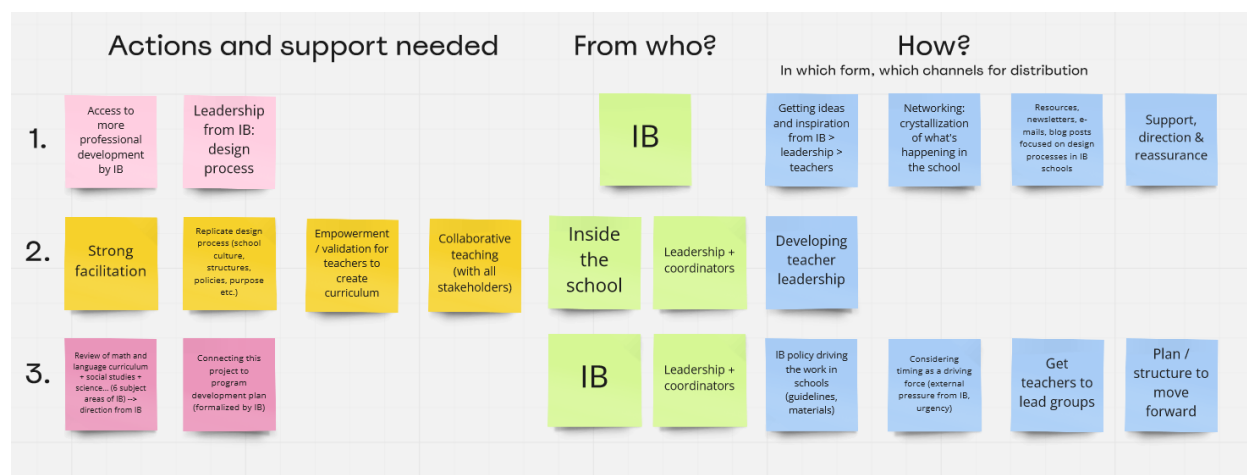 Actions and support needed
From who?
How?
In which form, which channels for distribution
1.
Access to
more
professional
development
by IB
Leadership
from IB:
design
process
IB
Getting ideas
and inspiration
from IB >
leadership >
teachers
Networking:
crystallization
of what's
happening in
the school
Resources,
newsletters, e-
mails, blog posts
focused on design
processes in IB
schools
Support,
direction &
reassurance
2.
Strong
facilitation
Replicate design
process (school
culture,
structures,
policies, purpose
etc.)
Empowerment
/ validation for
teachers to
create
curriculum
Collaborative
teaching
(with all
stakeholders)
Inside
the
school
Leadership +
coordinators
Developing
teacher
leadership
3.
Review of math and
language curriculum
+ social studies +
science... (6 subject
areas of IB) -->
direction from IB
Connecting this
project to
program
development plan
(formalized by IB)
IB
Leadership +
coordinators
IB policy driving
the work in
schools
(guidelines,
materials)
Considering
timing as a driving
force (external
pressure from IB,
urgency)
Get
teachers to
lead groups
Plan /
structure to
move
forward